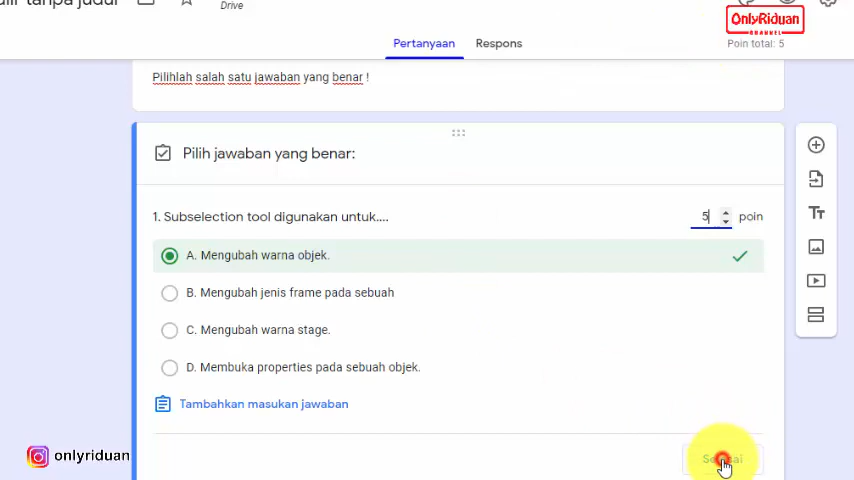 Drive
OnlyRiduan
CHANNEL
Pertanyaan
Respons
Poin total: 5
Pilihlah salah satu jawaban yang benar !
Pilih jawaban yang benar:
1. Subselection tool digunakan untuk....
5
poin
A. Mengubah warna objek.
B. Mengubah jenis frame pada sebuah
C. Mengubah warna stage.
D. Membuka properties pada sebuah objek.
Tambahkan masukan jawaban
Selesai
onlyriduan